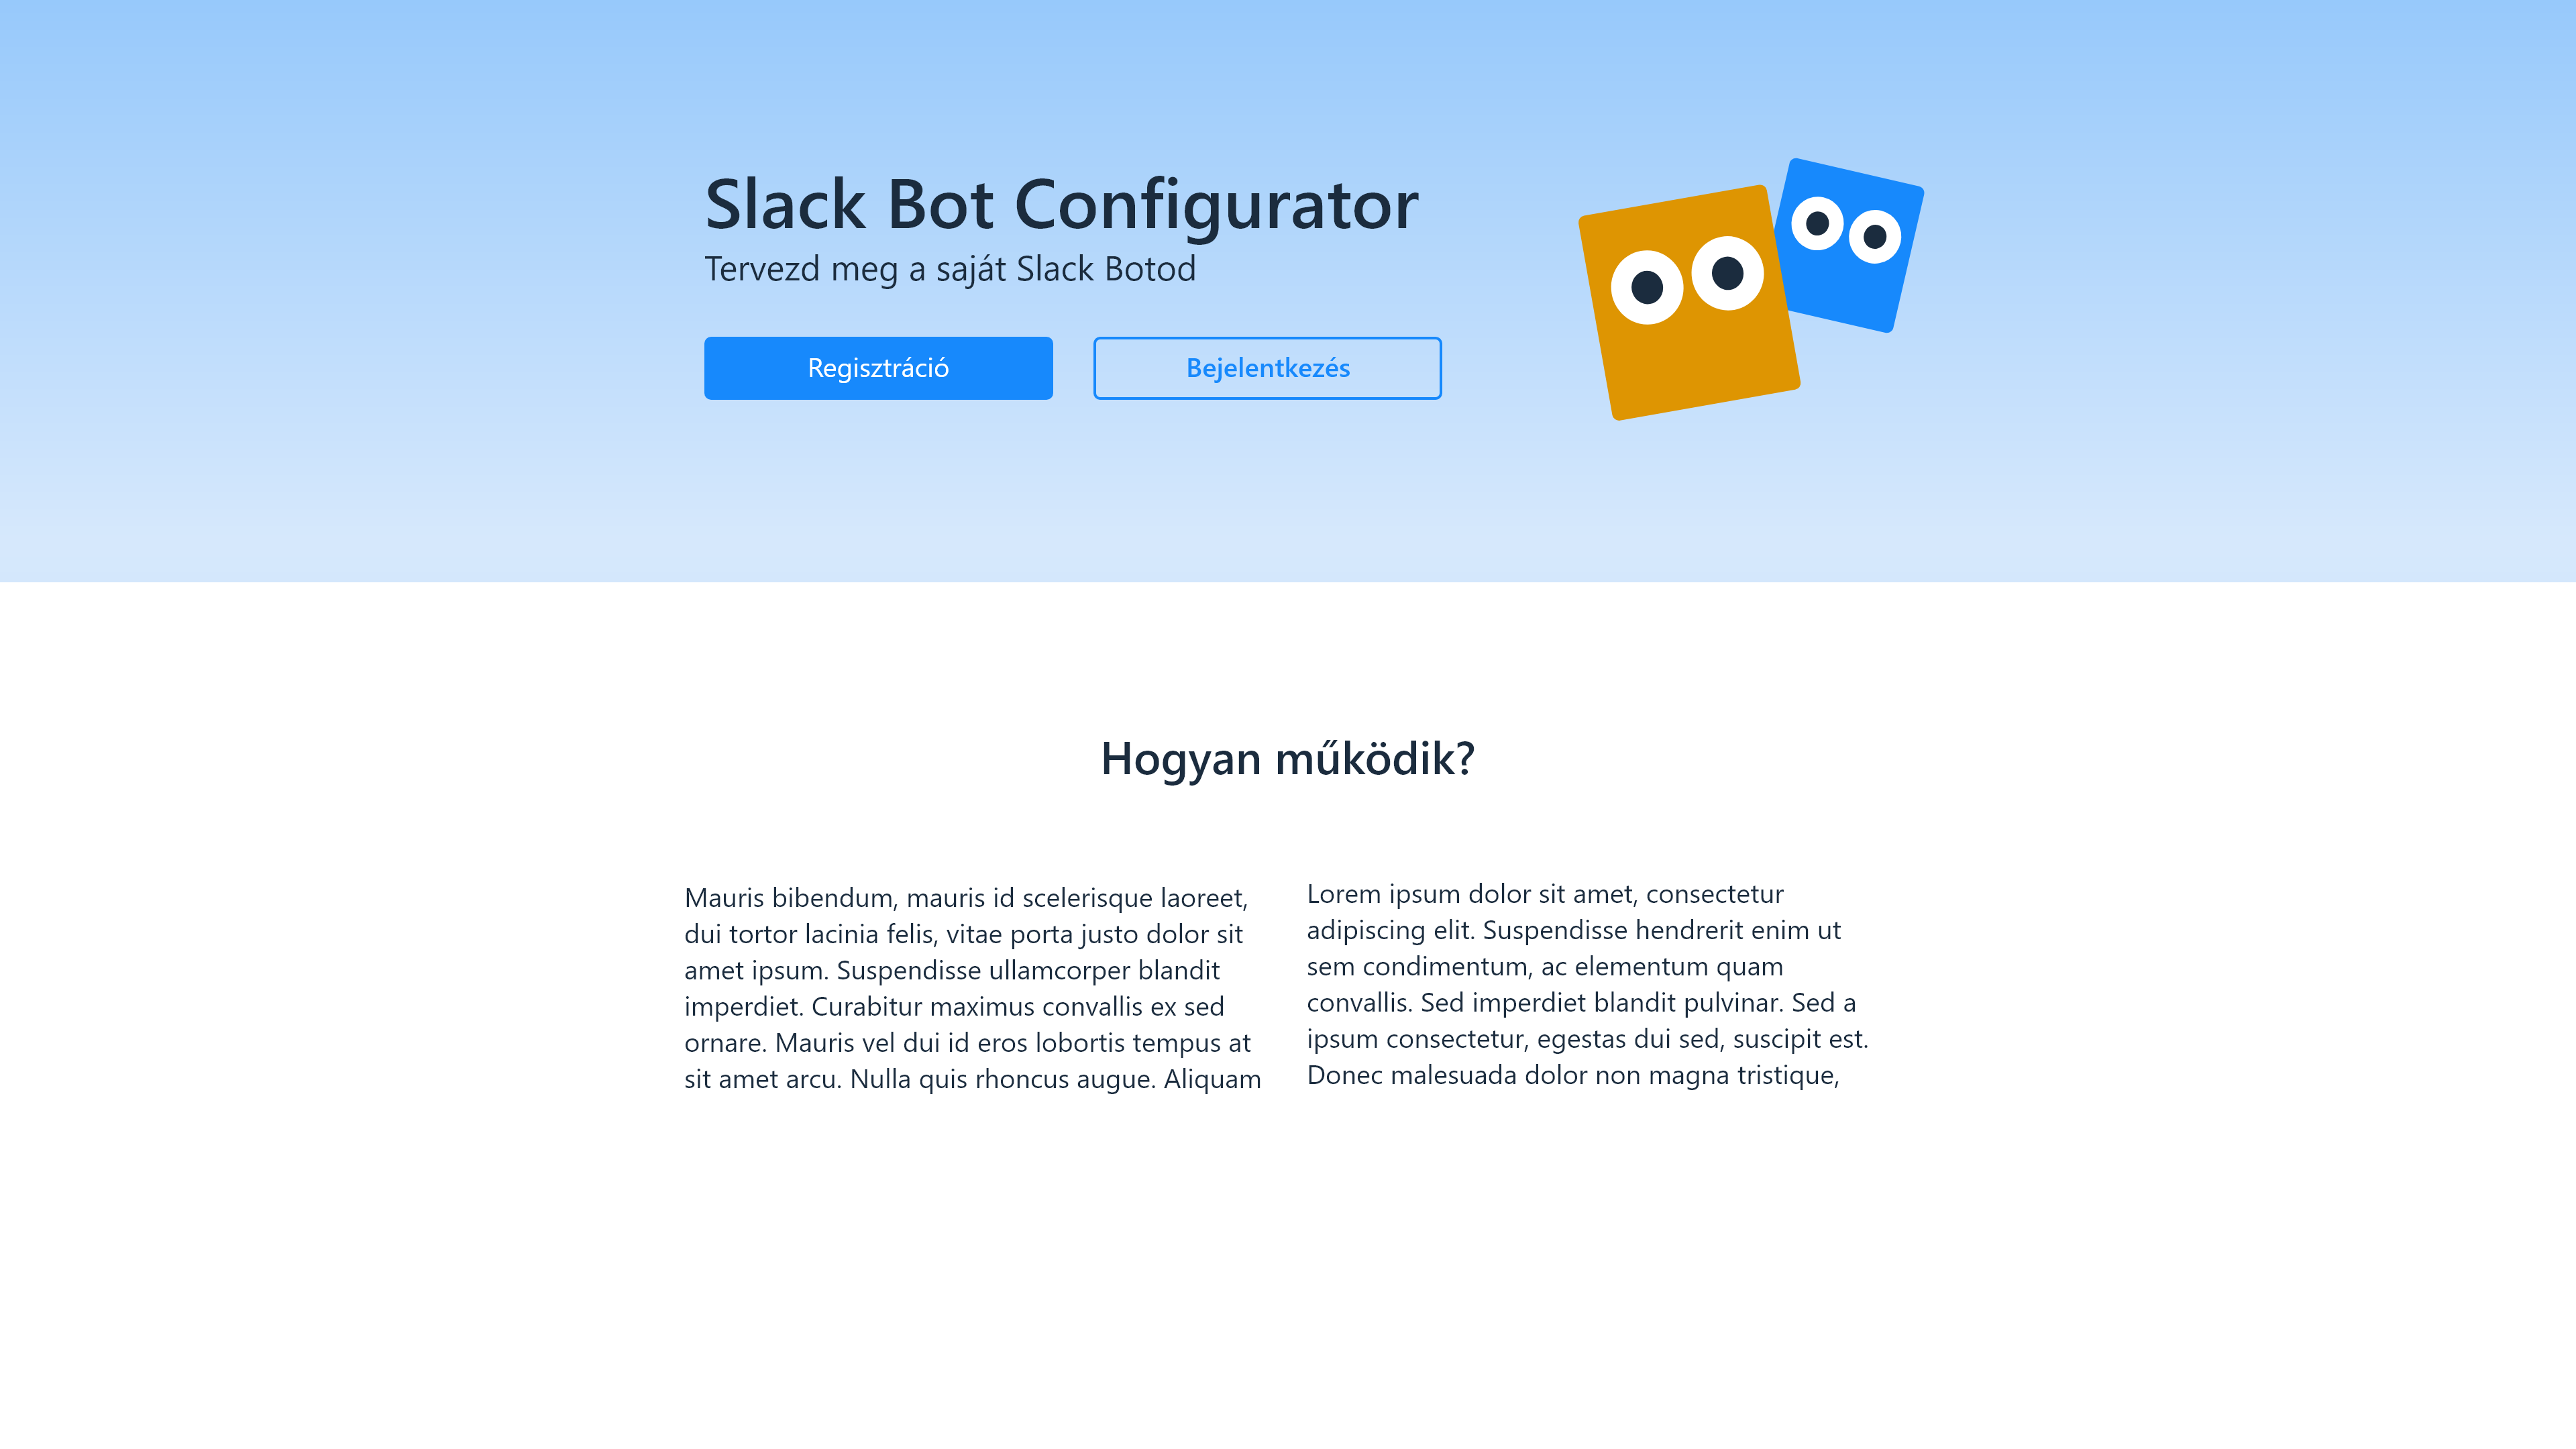 Slack Bot Configurator
Tervezd meg a saját Slack Botod
Regisztráció
Bejelentkezés
Hogyan működik?
Mauris bibendum, mauris id scelerisque laoreet,
dui tortor lacinia felis, vitae porta justo dolor sit
amet ipsum. Suspendisse ullamcorper blandit
imperdiet. Curabitur maximus convallis ex sed
ornare. Mauris vel dui id eros lobortis tempus at
sit amet arcu. Nulla quis rhoncus augue. Aliquam
Lorem ipsum dolor sit amet, consectetur
adipiscing elit. Suspendisse hendrerit enim ut
sem condimentum, ac elementum quam
convallis. Sed imperdiet blandit pulvinar. Sed a
ipsum consectetur, egestas dui sed, suscipit est.
Donec malesuada dolor non magna tristique,